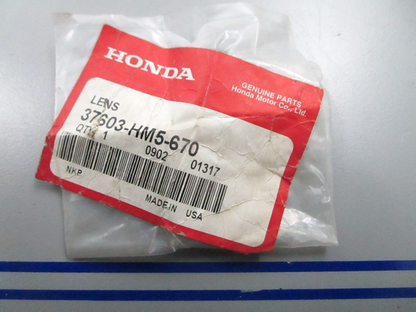 HONDA
GENUINE PARTS
Honda Motor Co., Ltd.
LENS
37603-HM5-670
QTY 1
0902 01317
NKP
MADE IN USA